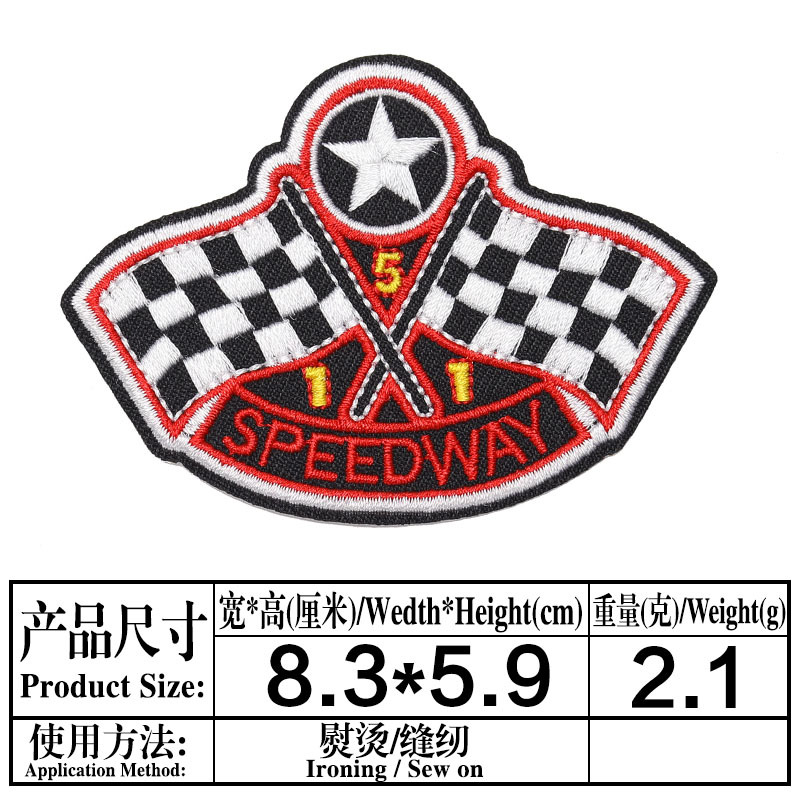 5
1 1
SPEEDWAY
产品尺寸
Product Size:
宽*高(厘米)/Wedth*Height(cm)
重量(克)/Weight(g)
8.3*5.9
2.1
使用方法:
Application Method:
熨烫/缝纫
Ironing / Sew on